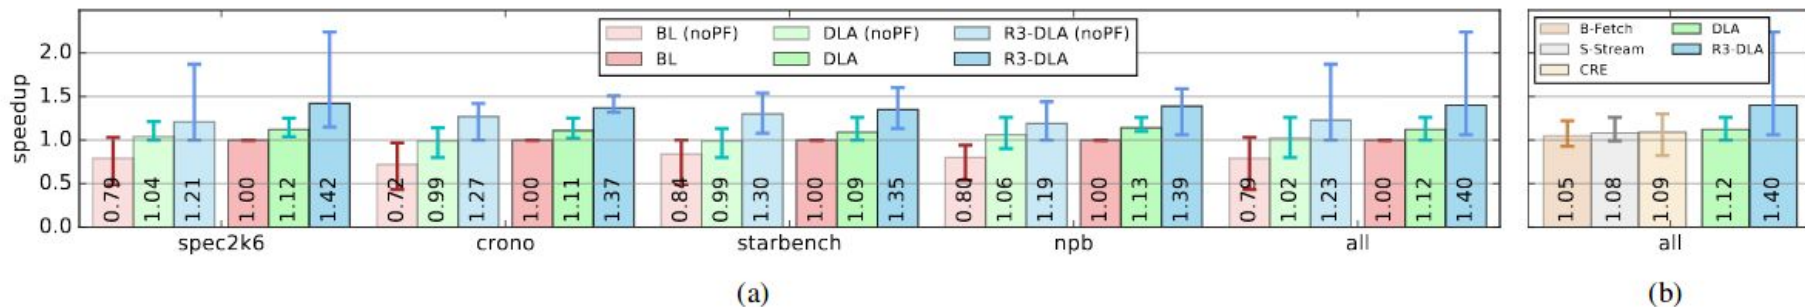 BL (noPF) DLA (noPF) R3-DLA (noPF)
BL DLA R3-DLA
speedup
2.0
1.5
1.0
0.5
0.0
0.79 1.04 1.21 1.00 1.12 1.42
0.72 0.99 1.27 1.00 1.11 1.37
0.84 0.99 1.30 1.00 1.09 1.35
0.80 1.06 1.19 1.00 1.13 1.39
0.79 1.02 1.23 1.00 1.12 1.40
spec2k6 crono starbench npb all
(a)
B-Fetch DLA
S-Stream R3-DLA
CRE
1.05 1.08 1.09 1.12 1.40
all
(b)